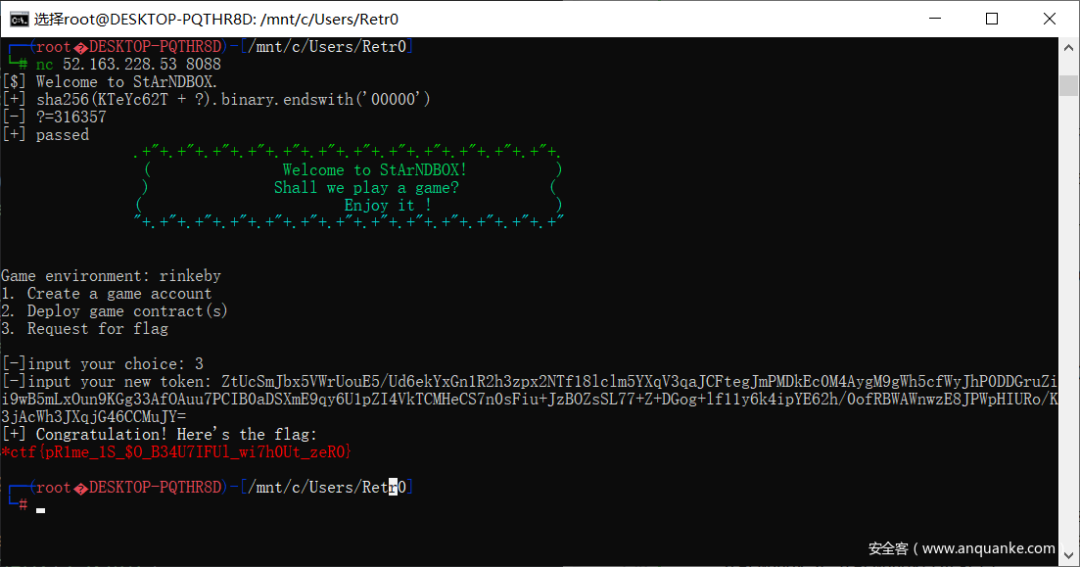 选择root@DESKTOP-PQTHR8D: /mnt/c/Users/Retr0
(root�DESKTOP-PQTHR8D)-[/mnt/c/Users/Retr0]
# nc 52.163.228.53 8088
[$] Welcome to StArNDBOX.
[+] sha256(KTeYc62T + ?).binary.endswith('00000')
[-] ?=316357
[+] passed
.+"+.+"+.+"+.+"+.+"+.+"+.+"+.+"+.+"+.+"+.+"+.+"+.
( Welcome to StArNDBOX! )
) Shall we play a game? (
( Enjoy it ! )
"+.+"+.+"+.+"+.+"+.+"+.+"+.+"+.+"+.+"+.+"+.+"+.+"
Game environment: rinkeby
1. Create a game account
2. Deploy game contract(s)
3. Request for flag
[-]input your choice: 3
[-]input your new token: ZtUcSmJbx5VWrUouE5/Ud6ekYxGn1R2h3zpx2NTf18lclm5YXqV3qaJCFtegJmPMDkEc0M4AygM9gWh5cfWyJhP0DDGruZi
i9wB5mLxOun9KGg33AfOAuu7PCIB0aDSXmE9qy6U1pZI4VkTCMHeCS7n0sFiu+JzBOZsSL77+Z+DGog+lf11y6k4ipYE62h/0ofRBWAWnwzE8JPWpHIURo/K
3jAcWh3JXqjG46CCMuJY=
[+] Congratulation! Here's the flag:
*ctf{pR1me_1S_$O_B34U7IFUl_wi7hOUt_zeR0}
(root�DESKTOP-PQTHR8D)-[/mnt/c/Users/Retr0]
#
安全客 ( www.anquanke.com